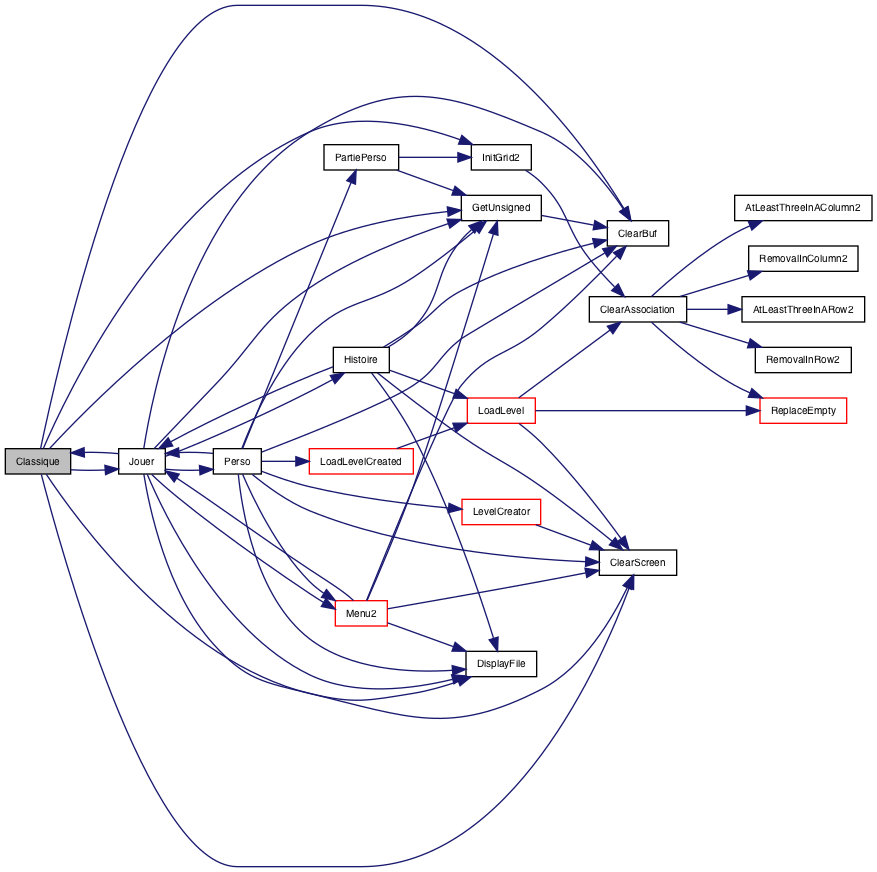 PartiePerso
InitGrid2
GetUnsigned
AtLeastThreeInAColumn2
ClearBuf
RemovalInColumn2
ClearAssociation
AtLeastThreeInARow2
Histoire
RemovalInRow2
LoadLevel
ReplaceEmpty
Classique
Jouer
Perso
LoadLevelCreated
LevelCreator
ClearScreen
Menu2
DisplayFile